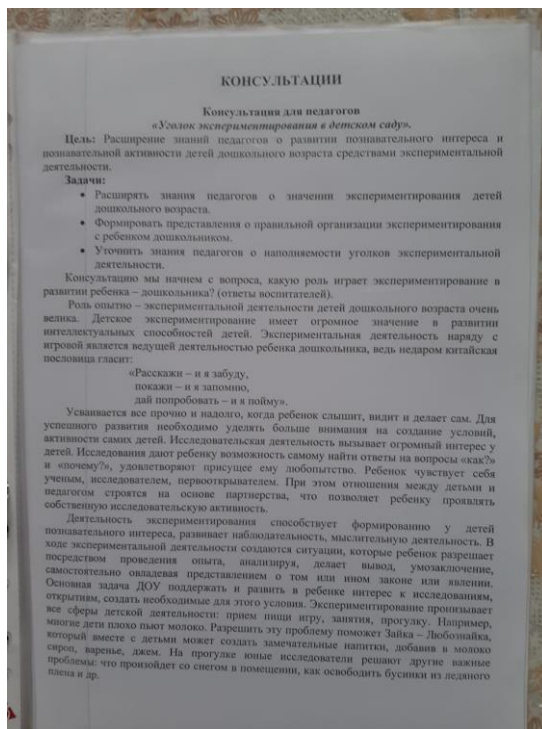 КОНСУЛЬТАЦИИ
Консультация для педагогов
«Уголок экспериментирования в детском саду».
Цель: Расширение знаний педагогов о развитии познавательного интереса и
познавательной активности детей дошкольного возраста средствами экспериментальной
деятельности.
Задачи:
• Расширять знания педагогов о значении экспериментирования детей
дошкольного возраста.
• Формировать представления о правильной организации экспериментирования
с ребенком дошкольником.
• Уточнить знания педагогов о наполняемости уголков экспериментальной
деятельности.
Консультацию мы начнем с вопроса, какую роль играет экспериментирование в
развитии ребенка – дошкольника? (ответы воспитателей).
Роль опытно – экспериментальной деятельности детей дошкольного возраста очень
велика. Детское экспериментирование имеет огромное значение в развитии
интеллектуальных способностей детей. Экспериментальная деятельность наряду с
игровой является ведущей деятельностью ребенка дошкольника, ведь недаром китайская
пословица гласит:
«Расскажи – и я забуду,
покажи – и я запомню,
дай попробовать – и я пойму».
Усваивается все прочно и надолго, когда ребенок слышит, видит и делает сам. Для
успешного развития необходимо уделять больше внимания на создание условий,
активности самих детей. Исследовательская деятельность вызывает огромный интерес у
детей. Исследования дают ребенку возможность самому найти ответы на вопросы «как?»
и «почему?», удовлетворяют присущее ему любопытство. Ребенок чувствует себя
ученым, исследователем, первооткрывателем. При этом отношения между детьми и
педагогом строятся на основе партнерства, что позволяет ребенку проявлять
собственную исследовательскую активность.
Деятельность экспериментирования способствует формированию у детей
познавательного интереса, развивает наблюдательность, мыслительную деятельность. В
ходе экспериментальной деятельности создаются ситуации, которые ребенок разрешает
посредством проведения опыта, анализируя, делает вывод, умозаключение,
самостоятельно овладевая представлением о том или ином законе или явлении.
Основная задача ДОУ поддержать и развить в ребенке интерес к исследованиям,
открытиям, создать необходимые для этого условия. Экспериментирование пронизывает
все сферы детской деятельности: прием пищи игру, занятия, прогулку. Например,
многие дети плохо пьют молоко. Разрешить эту проблему поможет Зайка – Любознайка,
который вместе с детьми может создать замечательные напитки, добавив в молоко
сироп, варенье, джем. На прогулке юные исследователи решают другие важные
проблемы: что произойдет со снегом в помещении, как освободить бусинки из ледяного
плена и др.